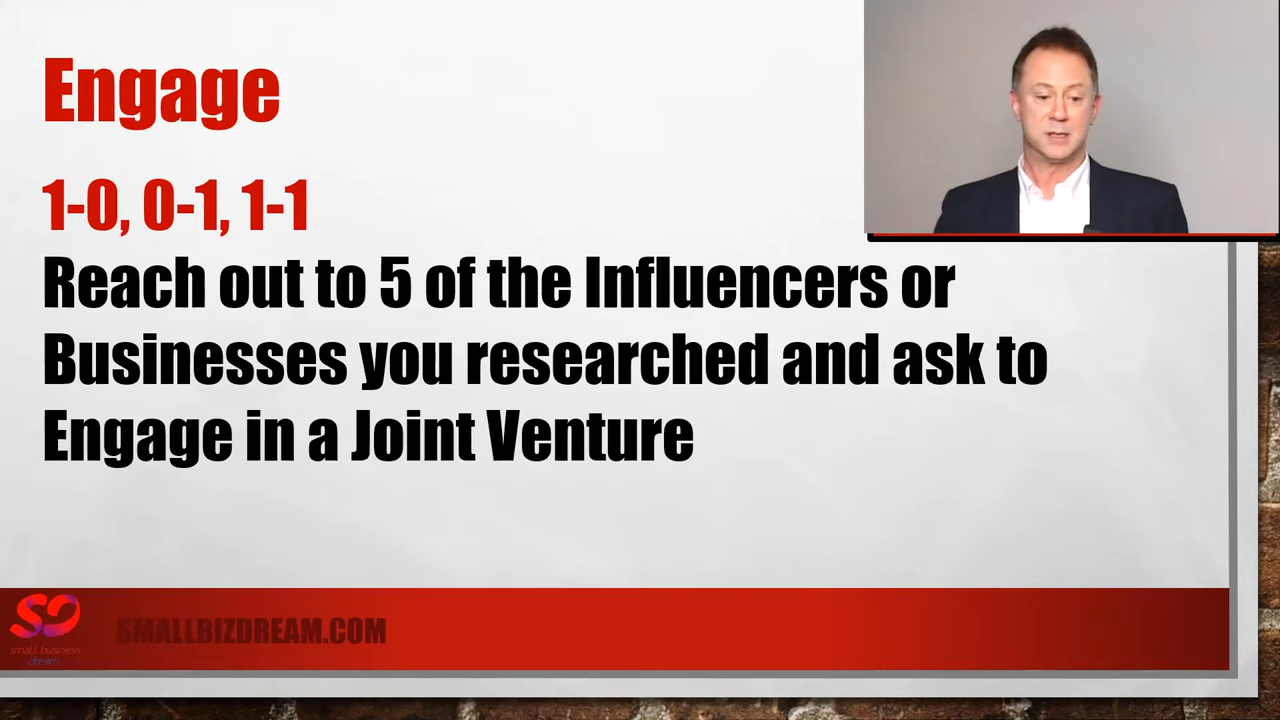 Engage
1-0, 0-1, 1-1
Reach out to 5 of the Influencers or
Businesses you researched and ask to
Engage in a Joint Venture
SMALLBIZDREAM.COM
small business
dream